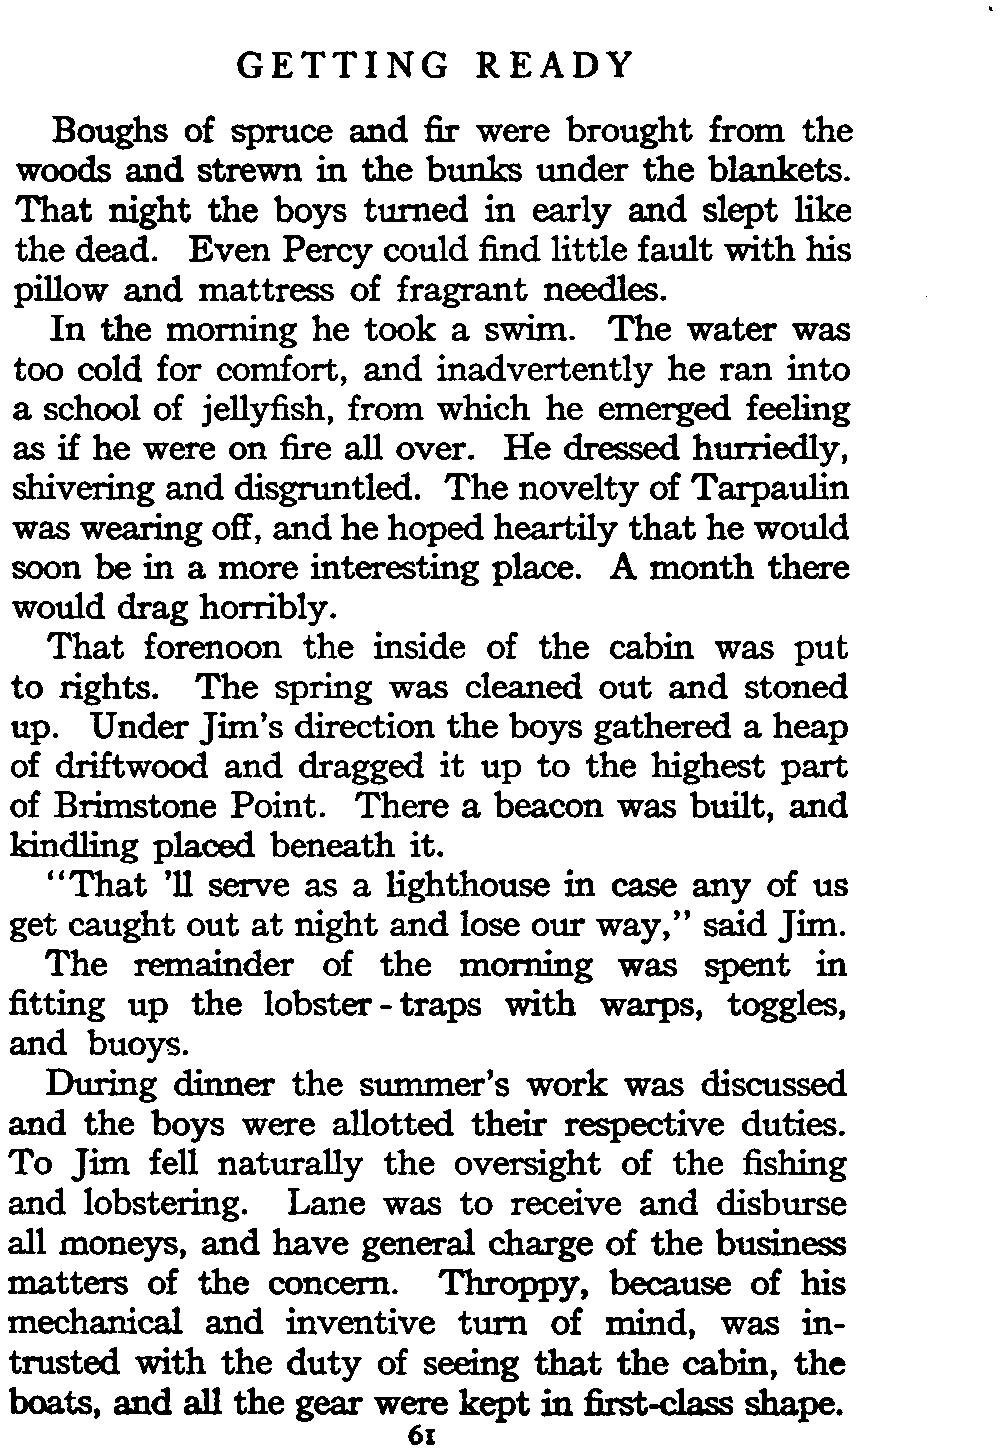 GETTING READY
Boughs of spruce and fir were brought from the
woods and strewn in the bunks under the blankets.
That night the boys turned in early and slept like
the dead. Even Percy could find little fault with his
pillow and mattress of fragrant needles.
In the morning he took a swim. The water was
too cold for comfort, and inadvertently he ran into
a school of jellyfish, from which he emerged feeling
as if he were on fire all over. He dressed hurriedly,
shivering and disgruntled. The novelty of Tarpaulin
was wearing off, and he hoped heartily that he would
soon be in a more interesting place. A month there
would drag horribly.
That forenoon the inside of the cabin was put
to rights. The spring was cleaned out and stoned
up. Under Jim's direction the boys gathered a heap
of driftwood and dragged it up to the highest part
of Brimstone Point. There a beacon was built, and
kindling placed beneath it.
"That 'll serve as a lighthouse in case any of us
get caught out at night and lose our way," said Jim.
The remainder of the morning was spent in
fitting up the lobster-traps with warps, toggles,
and buoys.
During dinner the summer's work was discussed
and the boys were allotted their respective duties.
To Jim fell naturally the oversight of the fishing
and lobstering. Lane was to receive and disburse
all moneys, and have general charge of the business
matters of the concern. Throppy, because of his
mechanical and inventive turn of mind, was in-
trusted with the duty of seeing that the cabin, the
boats, and all the gear were kept in first-class shape.
61